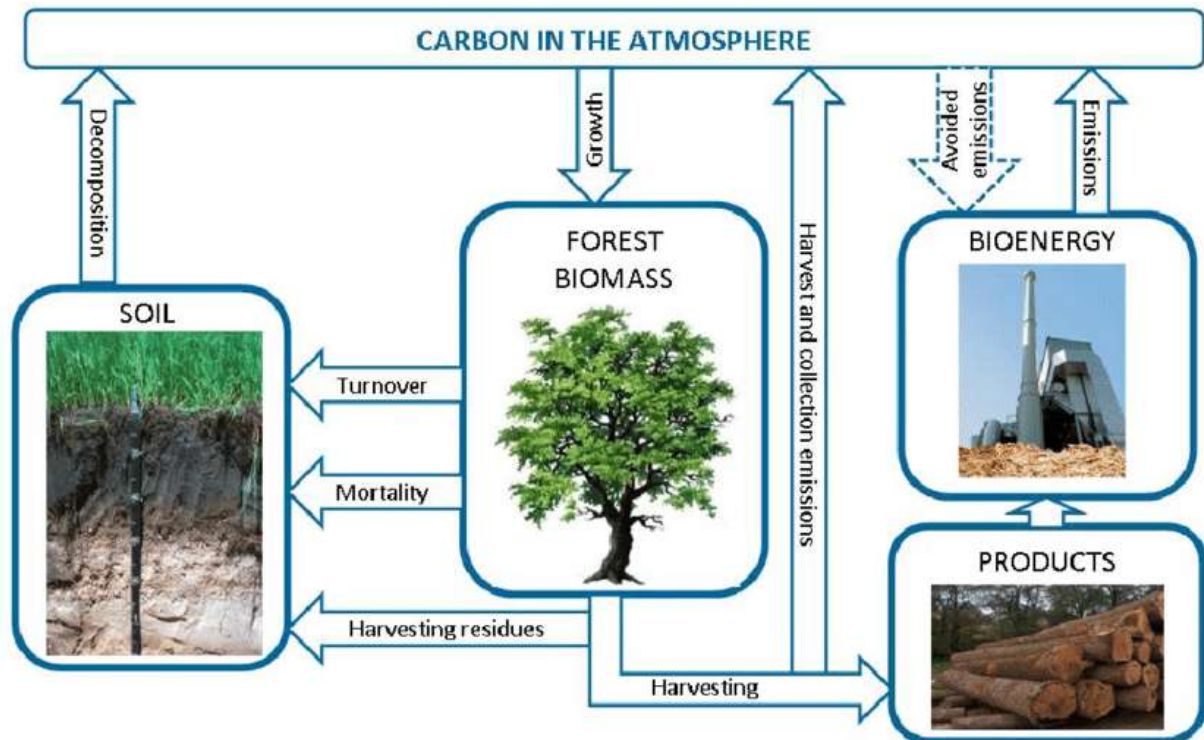 CARBON IN THE ATMOSPHERE
Decomposition
Growth
Harvest and collection emissions
Avoided
emissions
Emissions
SOIL
FOREST
BIOMASS
BIOENERGY
Turnover
Mortality
PRODUCTS
Harvesting residues
Harvesting